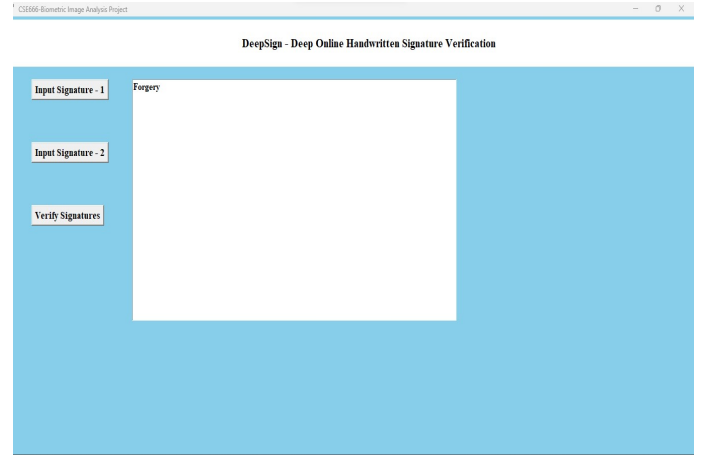 CSE666-Biometric Image Analysis Project
DeepSign - Deep Online Handwritten Signature Verification
Input Signature - 1
Forgery
Input Signature - 2
Verify Signatures